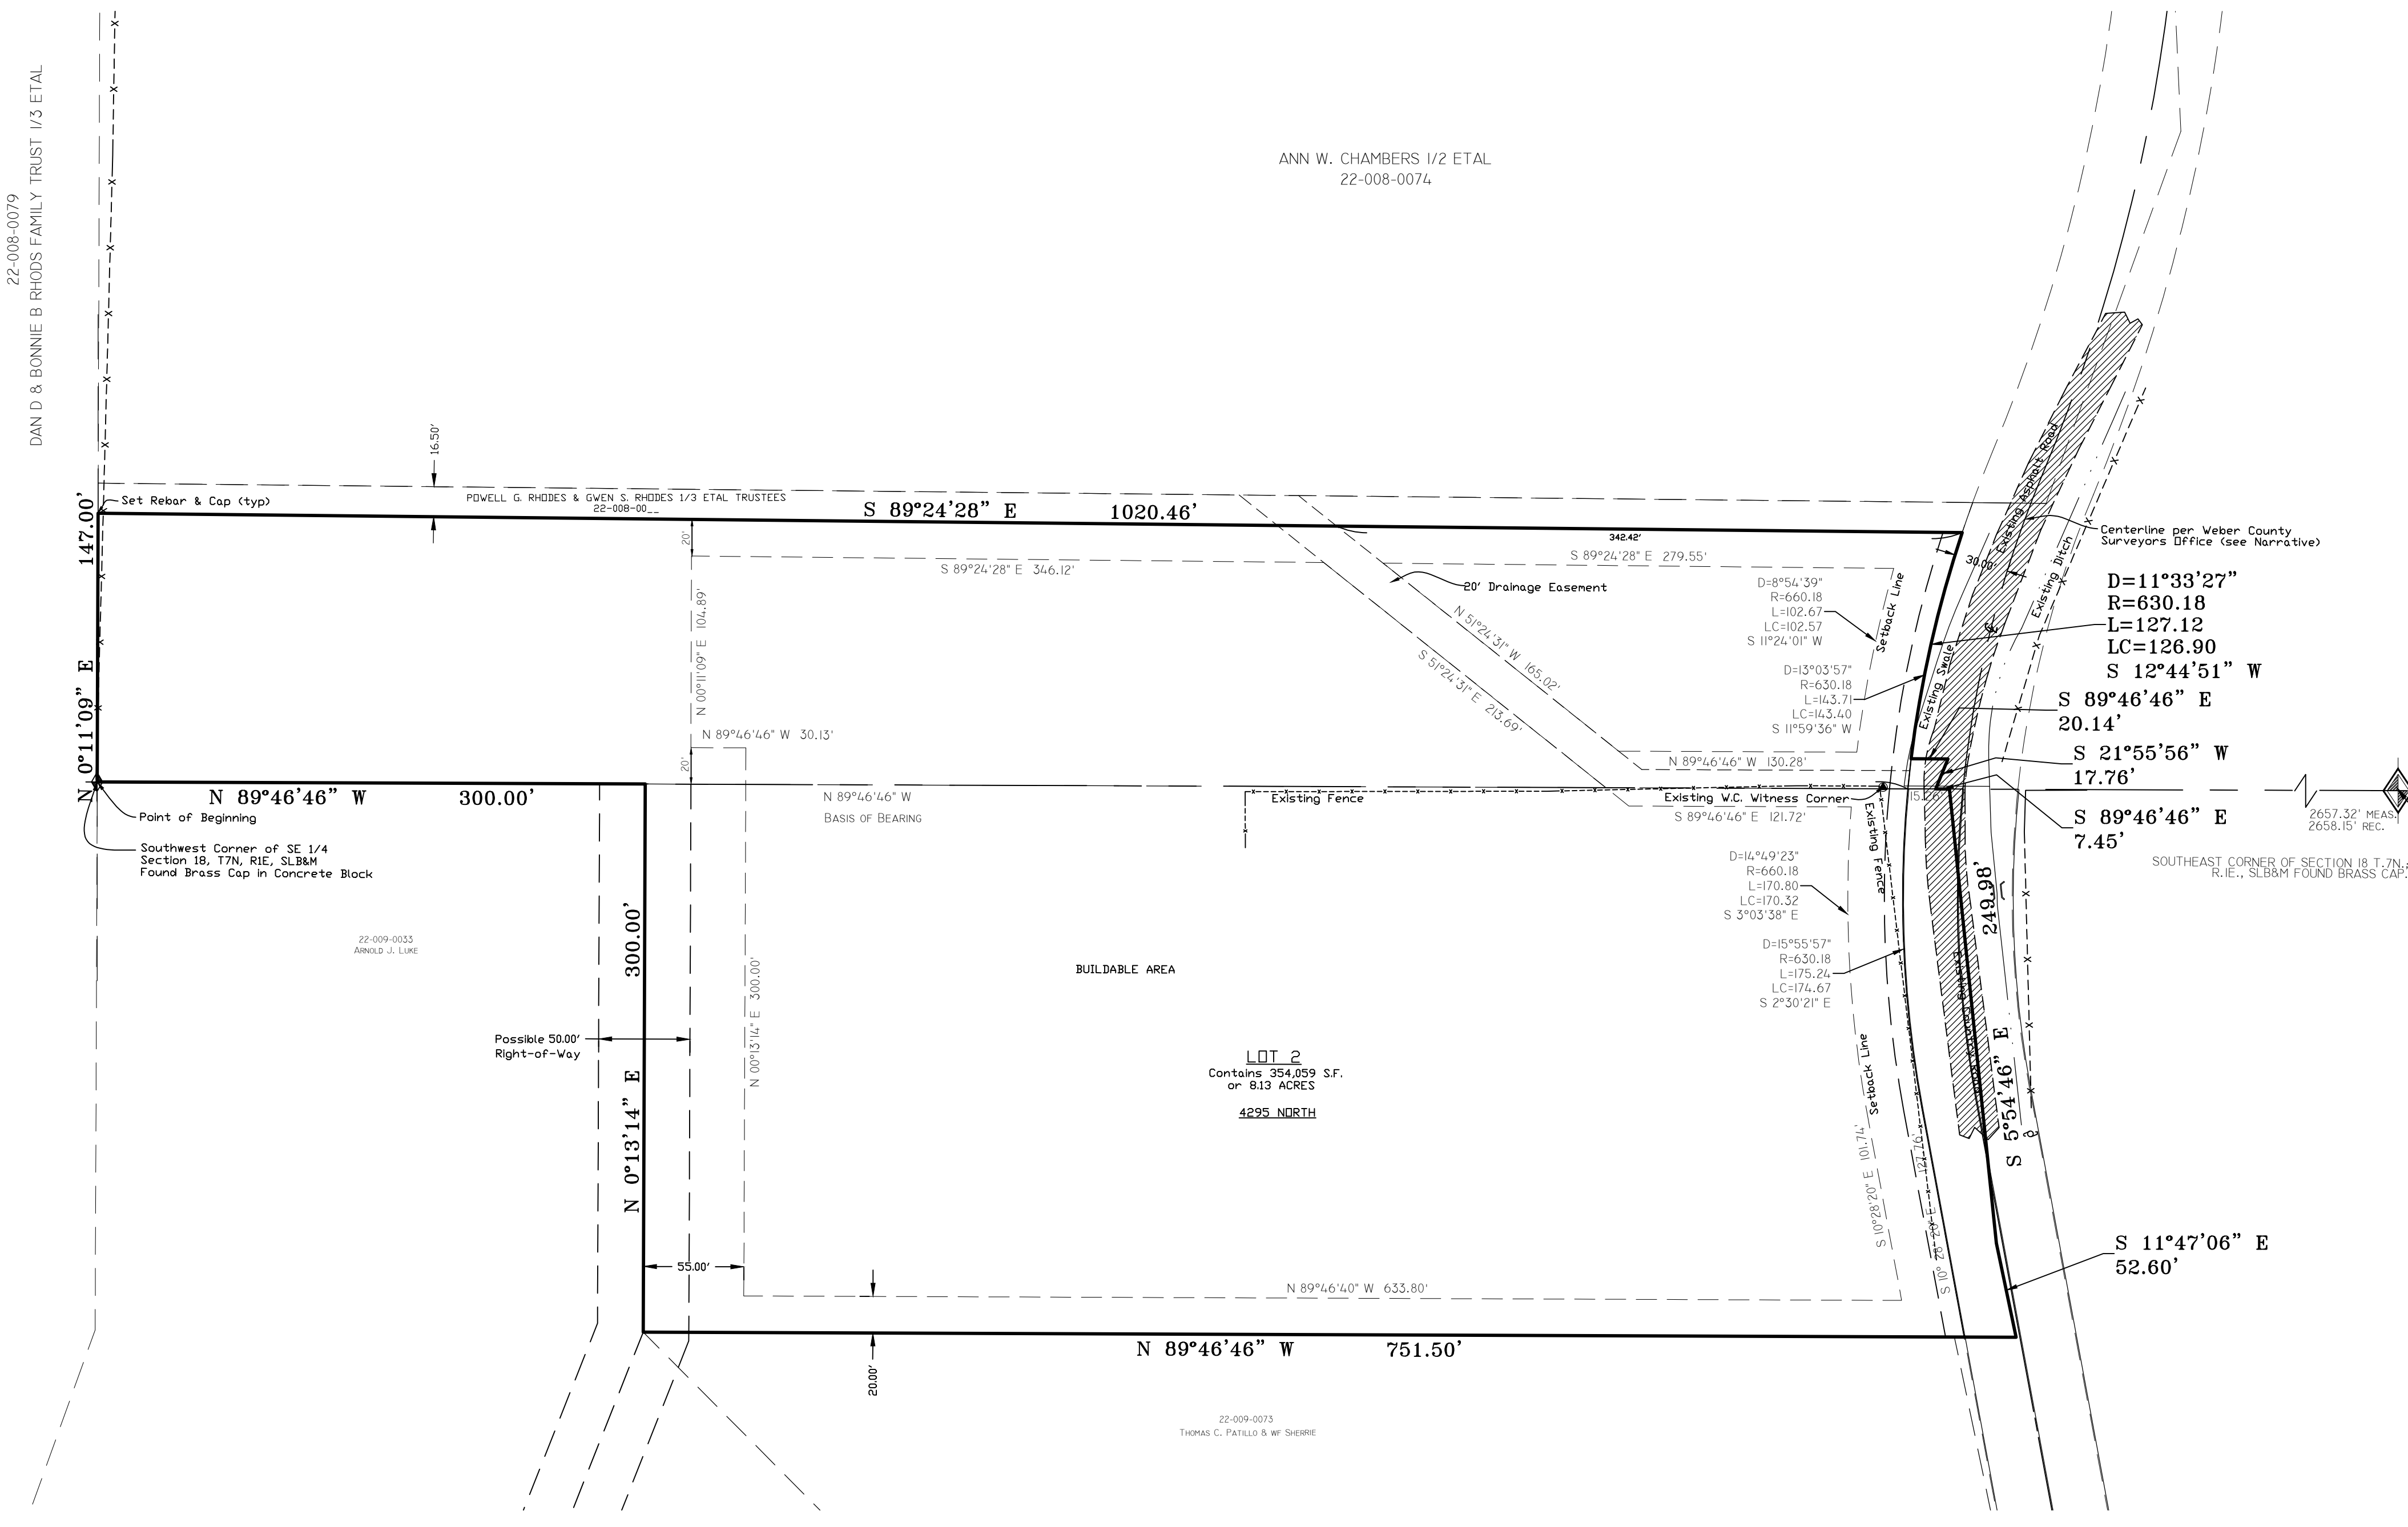 22-008-0079
DAN D & BONNIE B RHODS FAMILY TRUST 1/3 ETAL
ANN W. CHAMBERS 1/2 ETAL
22-008-0074
16.50'
Set Rebar & Cap (typ)
POWELL G. RHODES & GWEN S. RHODES 1/3 ETAL TRUSTEES
22-008-00__
S 89°24'28" E 1020.46'
147.00'
N 0°11'09" E
20'
S 89°24'28" E 346.12'
N 00°11'09" E 104.89'
N 89°46'46" W 30.13'
20'
342.42'
S 89°24'28" E 279.55'
20' Drainage Easement
N 51°24'31" W 165.02'
S 51°24'31" E 213.69'
D=8°54'39"
R=660.18
L=102.67
LC=102.57
S 11°24'01" W
Setback Line
D=13°03'57"
R=630.18
L=143.71
LC=143.40
S 11°59'36" W
Existing Swale
30.00'
Existing Asphalt Road
Existing Ditch
Centerline per Weber County
Surveyors Office (see Narrative)
D=11°33'27"
R=630.18
L=127.12
LC=126.90
S 12°44'51" W
S 89°46'46" E
20.14'
S 21°55'56" W
17.76'
S 89°46'46" E
7.45'
N 89°46'46" W 130.28'
N 89°46'46" W 300.00'
Point of Beginning
Southwest Corner of SE 1/4
Section 18, T7N, R1E, SLB&M
Found Brass Cap in Concrete Block
N 89°46'46" W
BASIS OF BEARING
Existing Fence
Existing W.C. Witness Corner
S 89°46'46" E 121.72'
Existing Fence
2657.32' MEAS.
2658.15' REC.
SOUTHEAST CORNER OF SECTION 18 T.7N.,
R.1E., SLB&M FOUND BRASS CAP.
D=14°49'23"
R=660.18
L=170.80
LC=170.32
S 3°03'38" E
D=15°55'57"
R=630.18
L=175.24
LC=174.67
S 2°30'21" E
249.98'
S 5°54'46" E
22-009-0033
ARNOLD J. LUKE
300.00'
N 0°13'14" E
N 00°13'14" E 300.00'
BUILDABLE AREA
Possible 50.00'
Right-of-Way
LOT 2
Contains 354,059 S.F.
or 8.13 ACRES
4295 NORTH
Setback Line
S 10°28'20" E 101.74'
S 10° 28' 20" E 127.76'
55.00'
N 89°46'40" W 633.80'
S 11°47'06" E
52.60'
N 89°46'46" W 751.50'
20.00'
22-009-0073
THOMAS C. PATILLO & WF SHERRIE